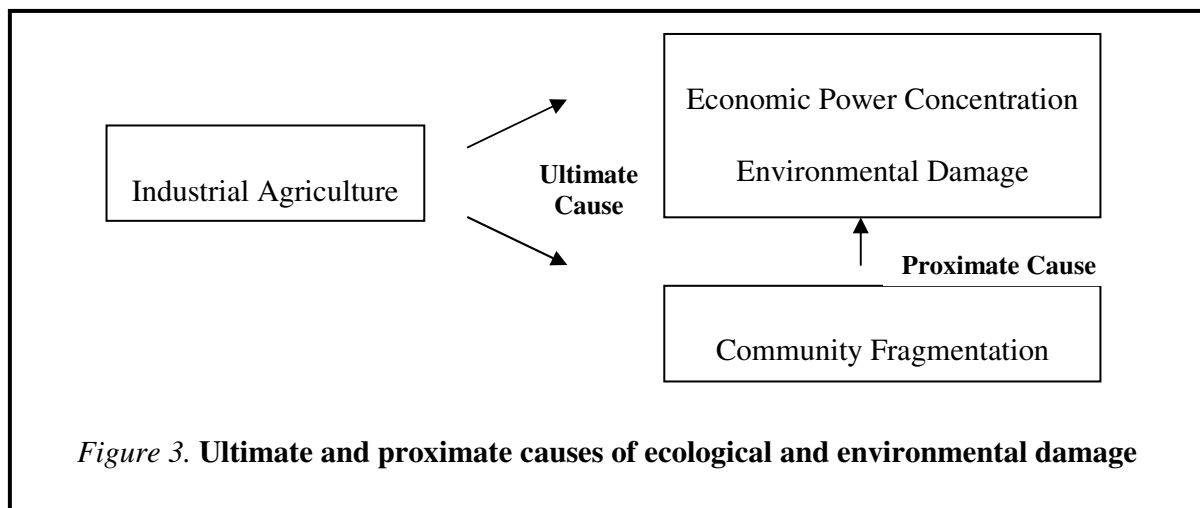 Economic Power Concentration
Environmental Damage
Industrial Agriculture
Ultimate
Cause
Proximate Cause
Community Fragmentation
Figure 3. Ultimate and proximate causes of ecological and environmental damage